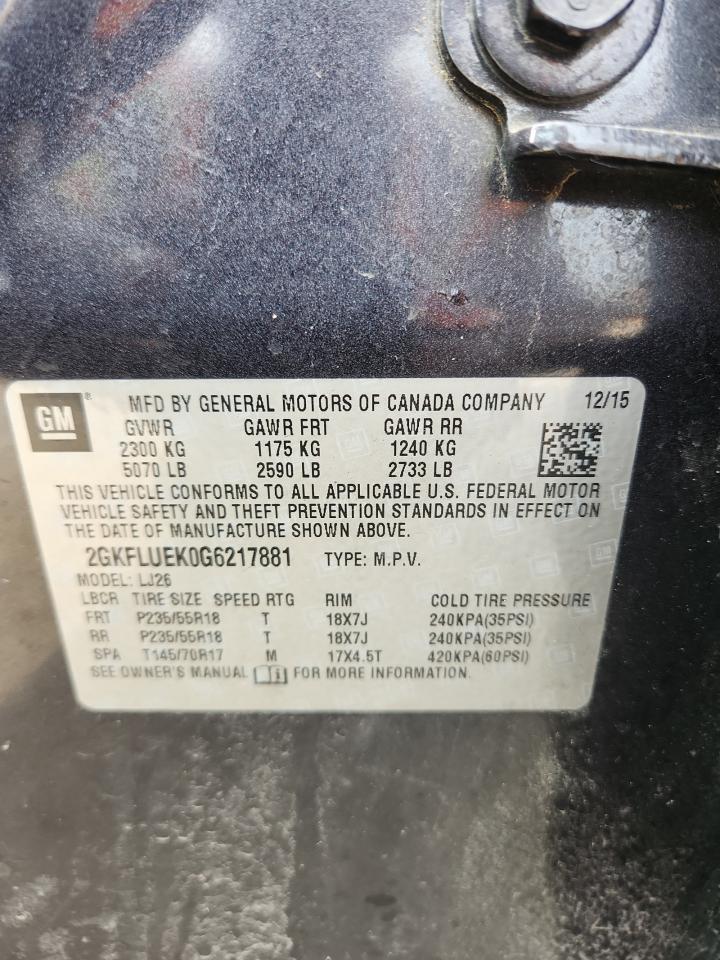 GM ® MFD BY GENERAL MOTORS OF CANADA COMPANY 12/15
GVWR GAWR FRT GAWR RR
2300 KG 1175 KG 1240 KG
5070 LB 2590 LB 2733 LB
THIS VEHICLE CONFORMS TO ALL APPLICABLE U.S. FEDERAL MOTOR
VEHICLE SAFETY AND THEFT PREVENTION STANDARDS IN EFFECT ON
THE DATE OF MANUFACTURE SHOWN ABOVE.
2GKFLUEK0G6217881 TYPE: M.P.V.
MODEL: LJ26
LBCR TIRE SIZE SPEED RTG RIM COLD TIRE PRESSURE
FRT P235/55R18 T 18X7J 240KPA(35PSI)
RR P235/55R18 T 18X7J 240KPA(35PSI)
SPA T145/70R17 M 17X4.5T 420KPA(60PSI)
SEE OWNER'S MANUAL FOR MORE INFORMATION.